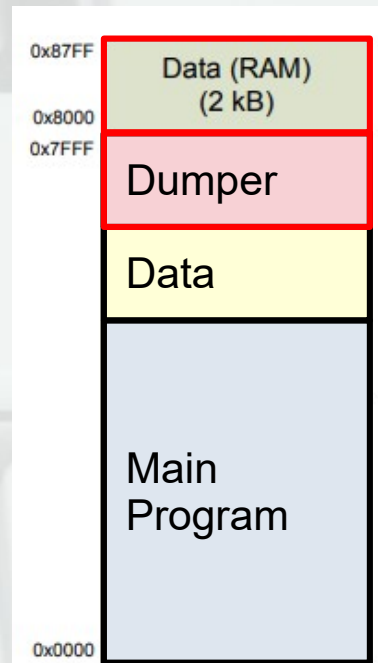 0x87FF
Data (RAM)
(2 kB)
0x8000
0x7FFF
Dumper
Data
Main
Program
0x0000